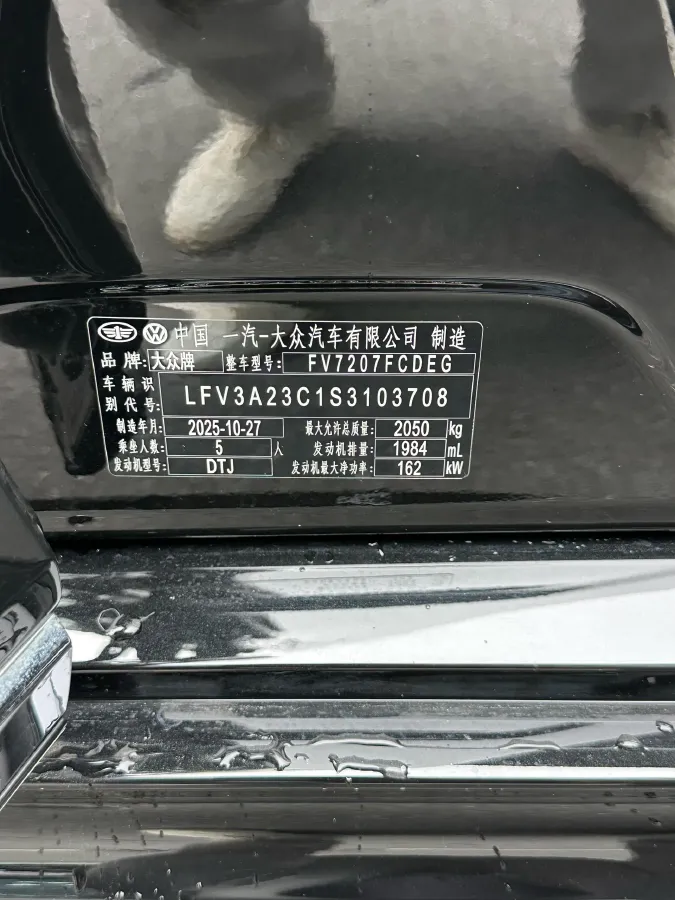 中国 一汽-大众汽车有限公司 制造
品 牌: 大众牌 整车型号: FV7207FCDEG
车 辆 识 别 代 号: LFV3A23C1S3103708
制造年月: 2025-10-27 最大允许总质量: 2050 kg
乘坐人数: 5 人 发动机排量: 1984 mL
发动机型号: DTJ 发动机最大净功率: 162 kW